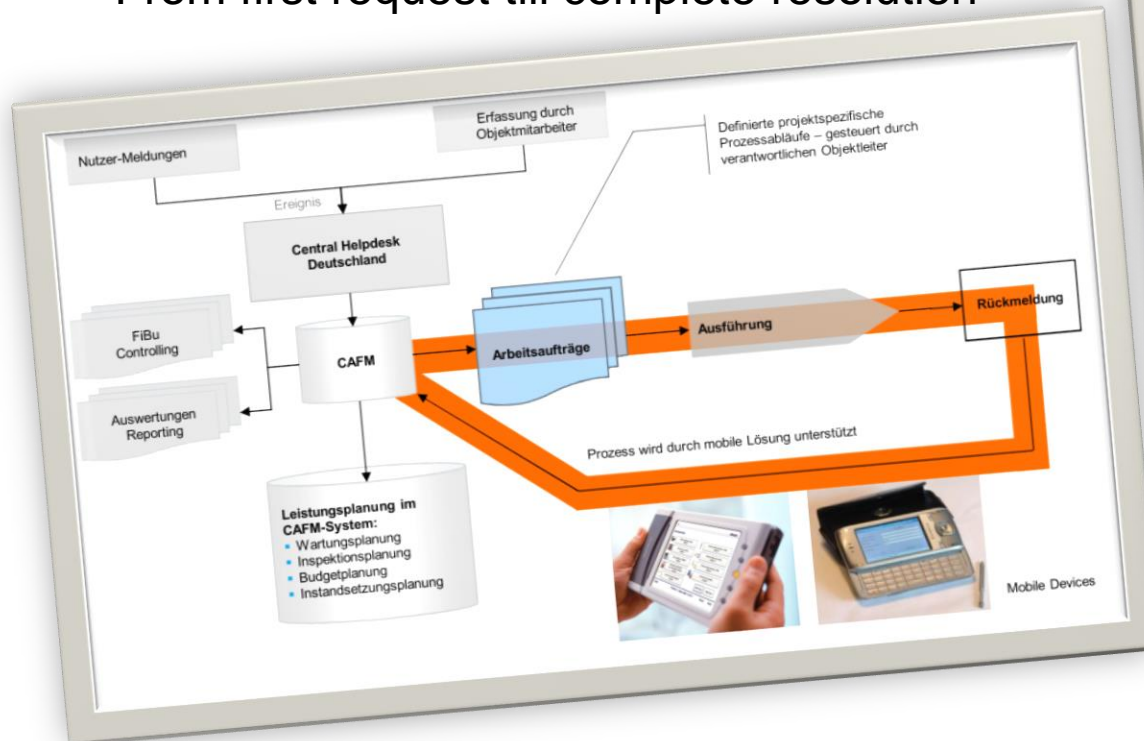 From first request till complete resolution
Nutzer-Meldungen
Erfassung durch
Objektmitarbeiter
Definierte projektspezifische
Prozessabläufe – gesteuert durch
verantwortlichen Objektleiter
Ereignis
Central Helpdesk
Deutschland
FiBu
Controlling
CAFM
Arbeitsaufträge
Ausführung
Rückmeldung
Auswertungen
Reporting
Prozess wird durch mobile Lösung unterstützt
Leistungsplanung im
CAFM-System:
Wartungsplanung
Inspektionsplanung
Budgetplanung
Instandsetzungsplanung
Mobile Devices